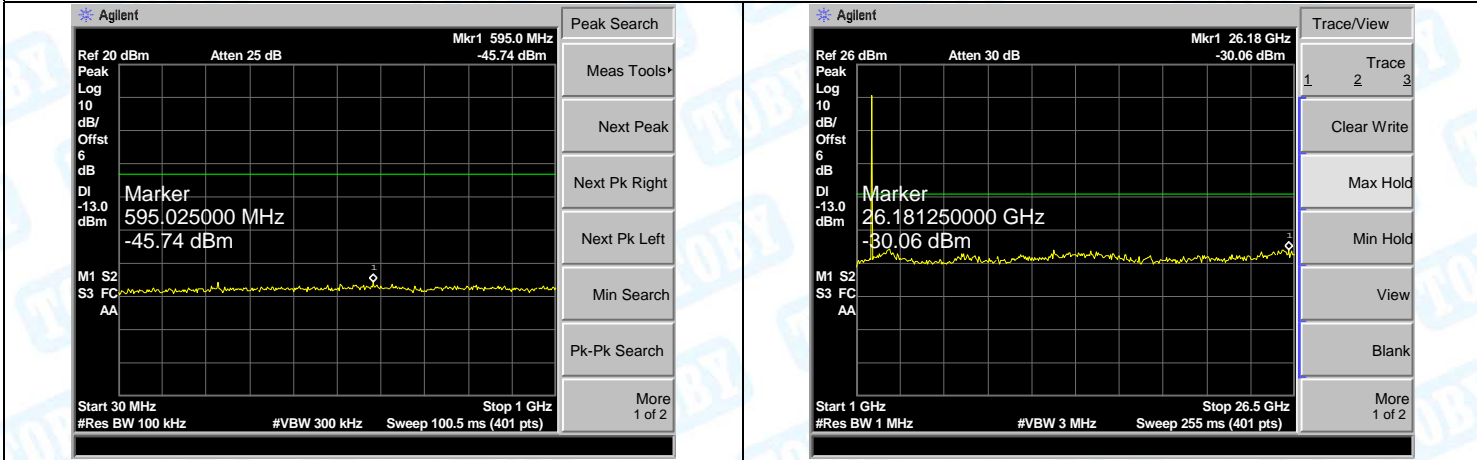 Agilent
Peak Search
Mkr1 595.0 MHz
Ref 20 dBm Atten 25 dB -45.74 dBm
Peak
Log
10
dB/
Offst
6
dB
DI
-13.0
dBm
Marker
595.025000 MHz
-45.74 dBm
1
M1 S2
S3 FC
AA
Start 30 MHz Stop 1 GHz
#Res BW 100 kHz #VBW 300 kHz Sweep 100.5 ms (401 pts)
Meas Tools
Next Peak
Next Pk Right
Next Pk Left
Min Search
Pk-Pk Search
More
1 of 2
Agilent
Trace/View
Mkr1 26.18 GHz
Ref 26 dBm Atten 30 dB -30.06 dBm
Peak
Log
10
dB/
Offst
6
dB
DI
-13.0
dBm
Marker
26.181250000 GHz
-30.06 dBm
1
M1 S2
S3 FC
AA
Start 1 GHz Stop 26.5 GHz
#Res BW 1 MHz #VBW 3 MHz Sweep 255 ms (401 pts)
Trace
1 2 3
Clear Write
Max Hold
Min Hold
View
Blank
More
1 of 2
TOBY